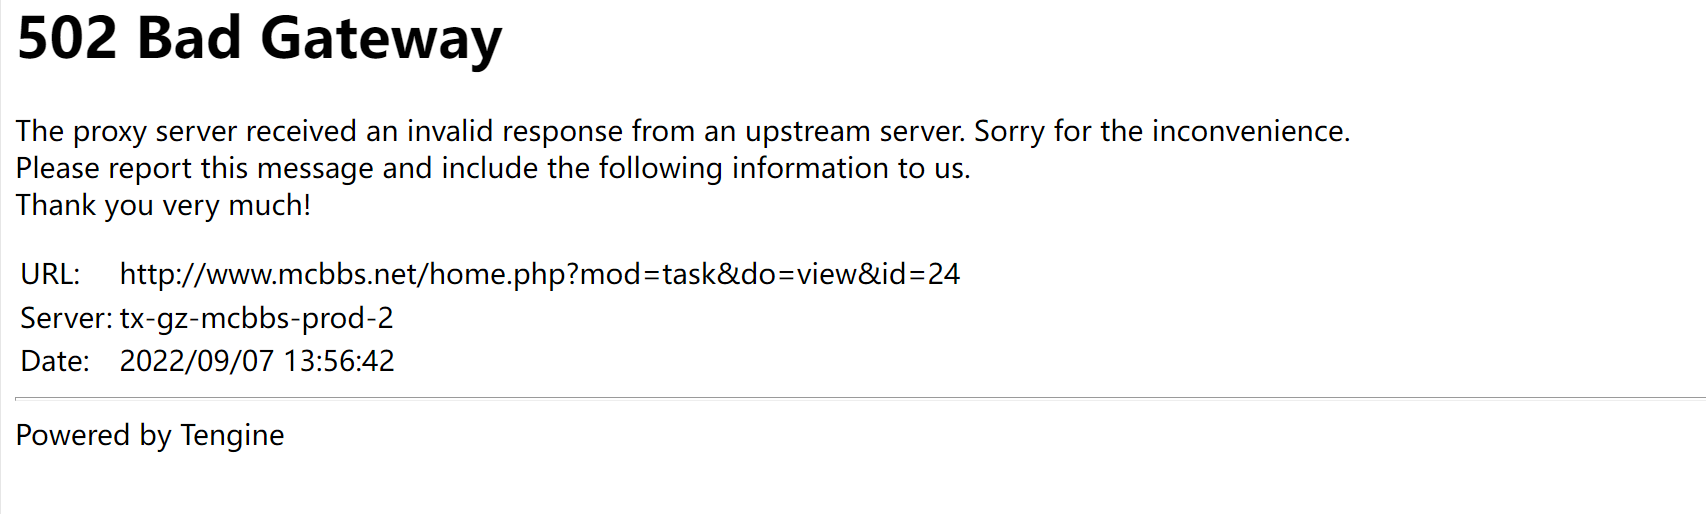 502 Bad Gateway
The proxy server received an invalid response from an upstream server. Sorry for the inconvenience.
Please report this message and include the following information to us.
Thank you very much!
URL: http://www.mcbbs.net/home.php?mod=task&do=view&id=24
Server: tx-gz-mcbbs-prod-2
Date: 2022/09/07 13:56:42
Powered by Tengine